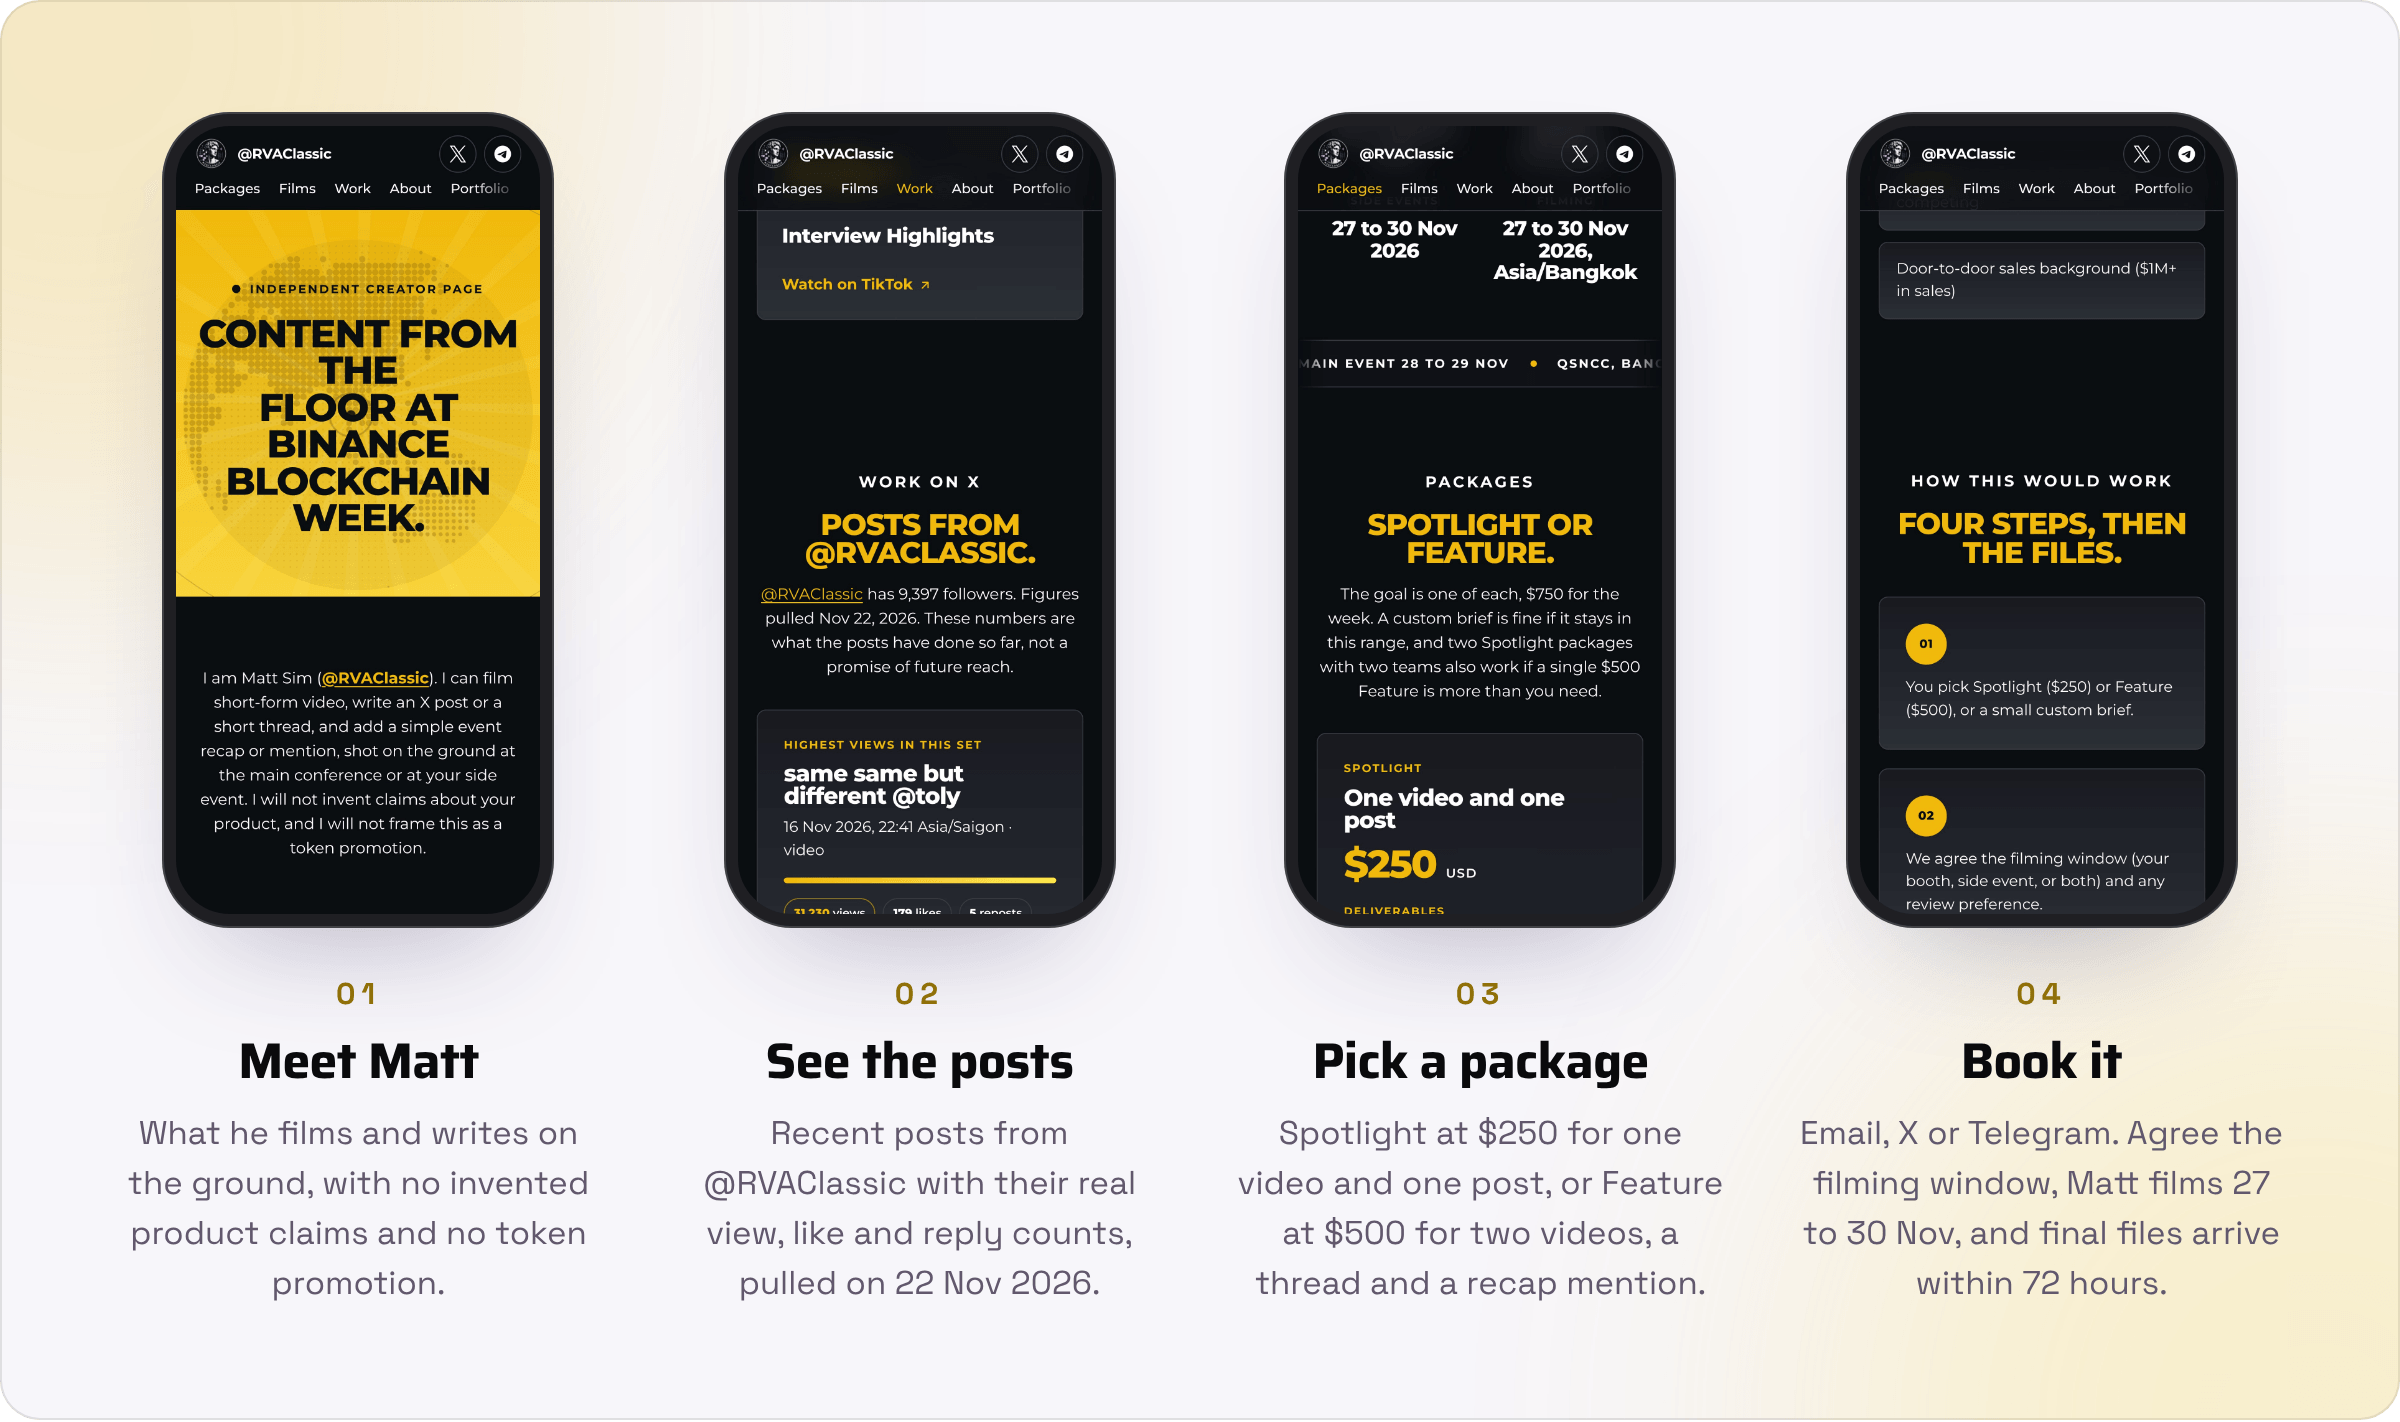 @RVAClassic
Packages Films Work About Portfolio
INDEPENDENT CREATOR PAGE
CONTENT FROM
THE
FLOOR AT
BINANCE
BLOCKCHAIN
WEEK.
I am Matt Sim (@RVAClassic). I can film
short-form video, write an X post or a
short thread, and add a simple event
recap or mention, shot on the ground at
the main conference or at your side
event. I will not invent claims about your
product, and I will not frame this as a
token promotion.
01
Meet Matt
What he films and writes on
the ground, with no invented
product claims and no token
promotion.
@RVAClassic
Packages Films Work About Portfolio
Interview Highlights
Watch on TikTok ↗
WORK ON X
POSTS FROM
@RVACLASSIC.
@RVAClassic has 9,397 followers. Figures
pulled Nov 22, 2026. These numbers are
what the posts have done so far, not a
promise of future reach.
HIGHEST VIEWS IN THIS SET
same same but
different @toly
16 Nov 2026, 22:41 Asia/Saigon ·
video
31,230 views 179 likes 5 reposts
02
See the posts
Recent posts from
@RVAClassic with their real
view, like and reply counts,
pulled on 22 Nov 2026.
@RVAClassic
Packages Films Work About Portfolio
SIDE EVENTS FILMING
27 to 30 Nov
2026
27 to 30 Nov
2026,
Asia/Bangkok
MAIN EVENT 28 TO 29 NOV • QSNCC, BANG
PACKAGES
SPOTLIGHT OR
FEATURE.
The goal is one of each, $750 for the
week. A custom brief is fine if it stays in
this range, and two Spotlight packages
with two teams also work if a single $500
Feature is more than you need.
SPOTLIGHT
One video and one
post
$250 USD
DELIVERABLES
03
Pick a package
Spotlight at $250 for one
video and one post, or Feature
at $500 for two videos, a
thread and a recap mention.
@RVAClassic
Packages Films Work About Portfolio
competing
Door-to-door sales background ($1M+
in sales)
HOW THIS WOULD WORK
FOUR STEPS, THEN
THE FILES.
01
You pick Spotlight ($250) or Feature
($500), or a small custom brief.
02
We agree the filming window (your
booth, side event, or both) and any
review preference.
04
Book it
Email, X or Telegram. Agree the
filming window, Matt films 27
to 30 Nov, and final files arrive
within 72 hours.